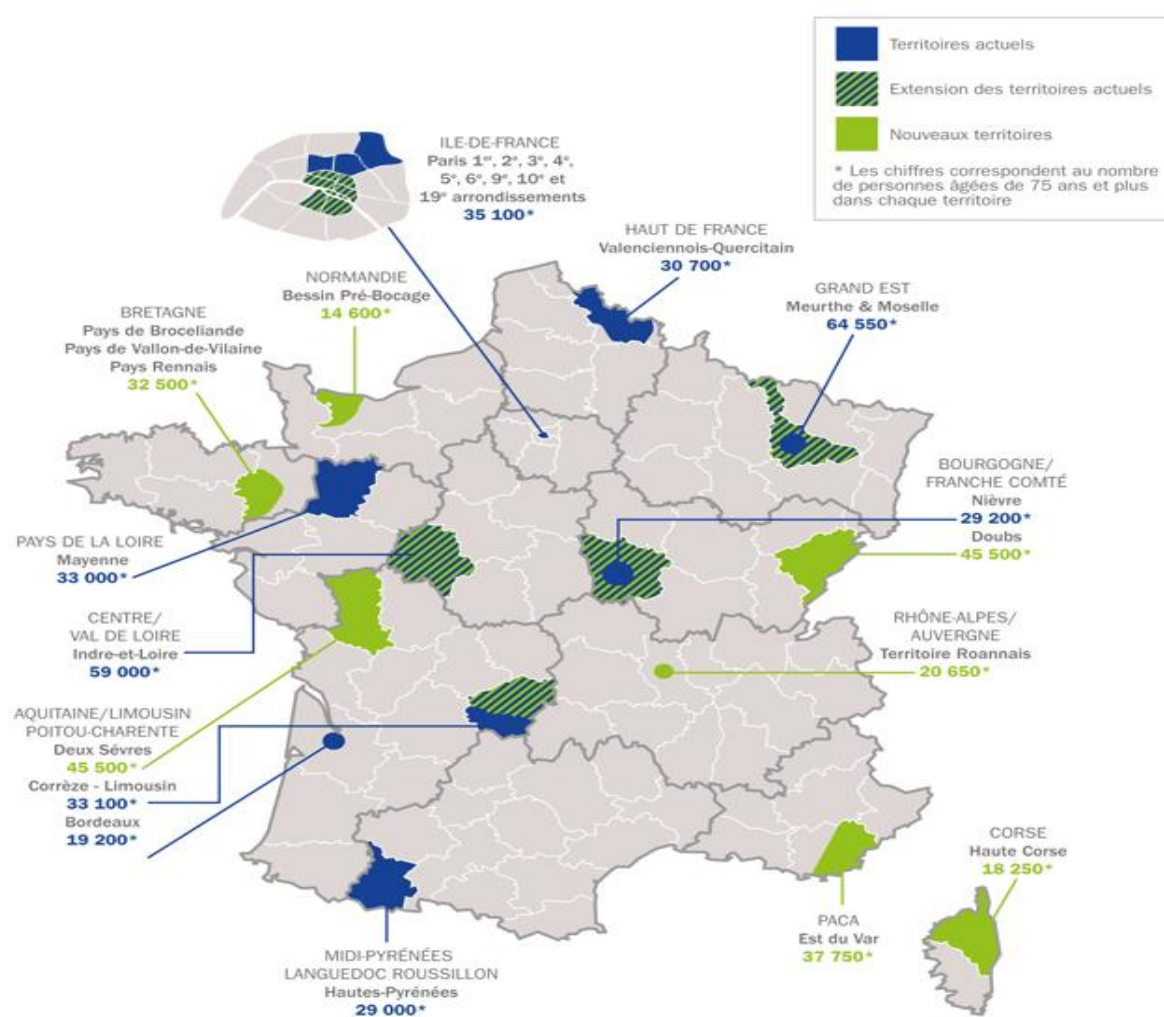 Territoires actuels
Extension des territoires actuels
Nouveaux territoires
* Les chiffres correspondent au nombre
de personnes âgées de 75 ans et plus
dans chaque territoire
ILE-DE-FRANCE
Paris 1er, 2e, 3e, 4e,
5e, 6e, 9e, 10e et
19e arrondissements
35 100*
HAUT DE FRANCE
Valenciennois-Quercitain
30 700*
NORMANDIE
Bessin Pré-Bocage
14 600*
GRAND EST
Meurthe & Moselle
64 550*
BRETAGNE
Pays de Broceliande
Pays de Vallon-de-Vilaine
Pays Rennais
32 500*
BOURGOGNE/
FRANCHE COMTÉ
Nièvre
29 200*
Doubs
45 500*
PAYS DE LA LOIRE
Mayenne
33 000*
CENTRE/
VAL DE LOIRE
Indre-et-Loire
59 000*
RHÔNE-ALPES/
AUVERGNE
Territoire Roannais
20 650*
AQUITAINE/LIMOUSIN
POITOU-CHARENTE
Deux Sévres
45 500*
Corrèze - Limousin
33 100*
Bordeaux
19 200*
CORSE
Haute Corse
18 250*
PACA
Est du Var
37 750*
MIDI-PYRÉNÉES
LANGUEDOC ROUSSILLON
Hautes-Pyrénées
29 000*